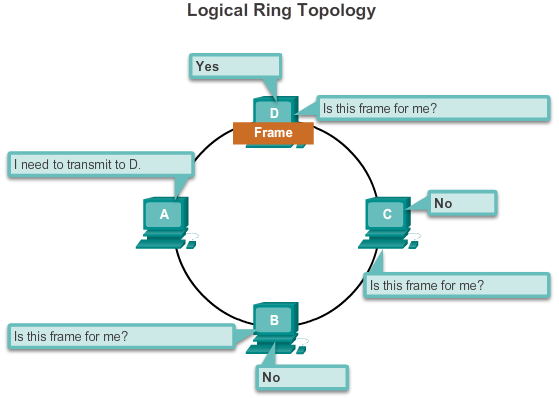 Logical Ring Topology
Yes
Is this frame for me?
D
Frame
I need to transmit to D.
A
C
No
Is this frame for me?
B
Is this frame for me?
No